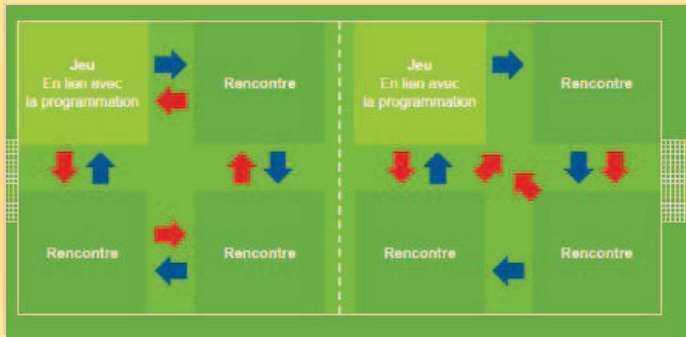 Jeu
En lien avec
la programmation
Rencontre
Jeu
En lien avec
la programmation
Rencontre
Rencontre
Rencontre
Rencontre
Rencontre